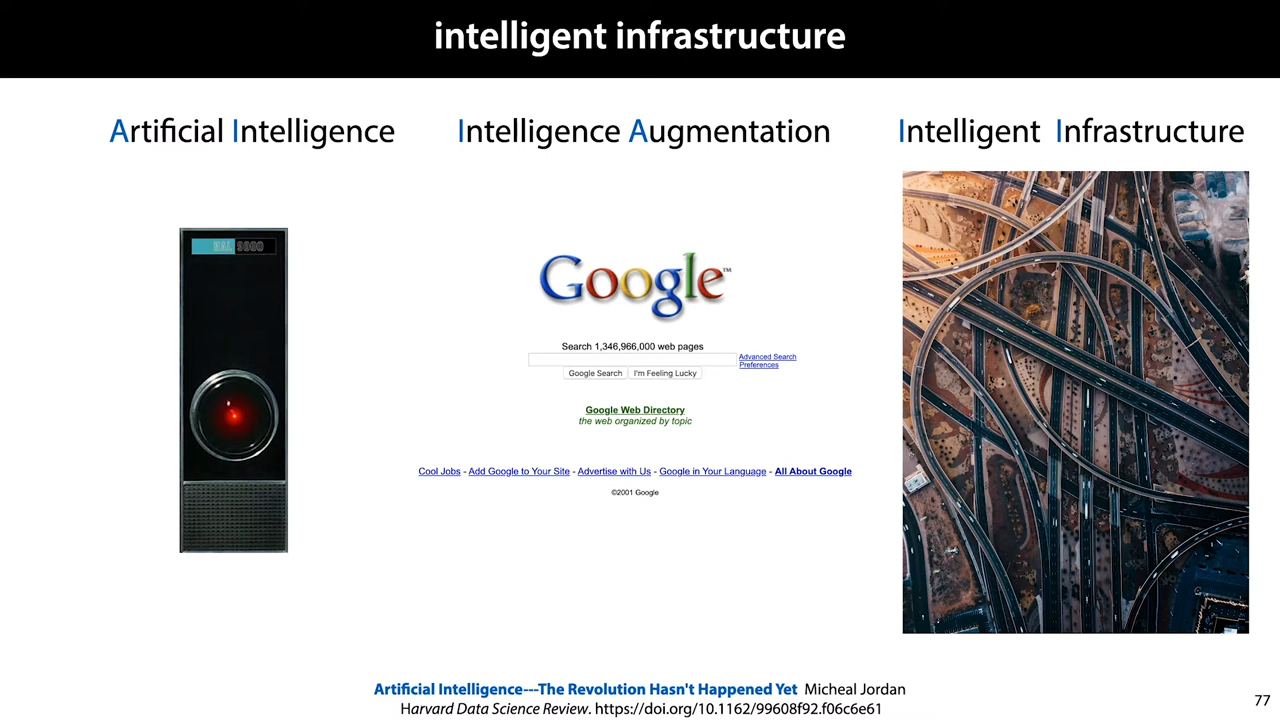 intelligent infrastructure
Artificial Intelligence
Intelligence Augmentation
Intelligent Infrastructure
HAL 9000
Google™
Search 1,346,966,000 web pages
Advanced Search
Preferences
Google Search
I'm Feeling Lucky
Google Web Directory
the web organized by topic
Cool Jobs - Add Google to Your Site - Advertise with Us - Google in Your Language - All About Google
©2001 Google
Artificial Intelligence---The Revolution Hasn't Happened Yet Micheal Jordan
Harvard Data Science Review. https://doi.org/10.1162/99608f92.f06c6e61
77